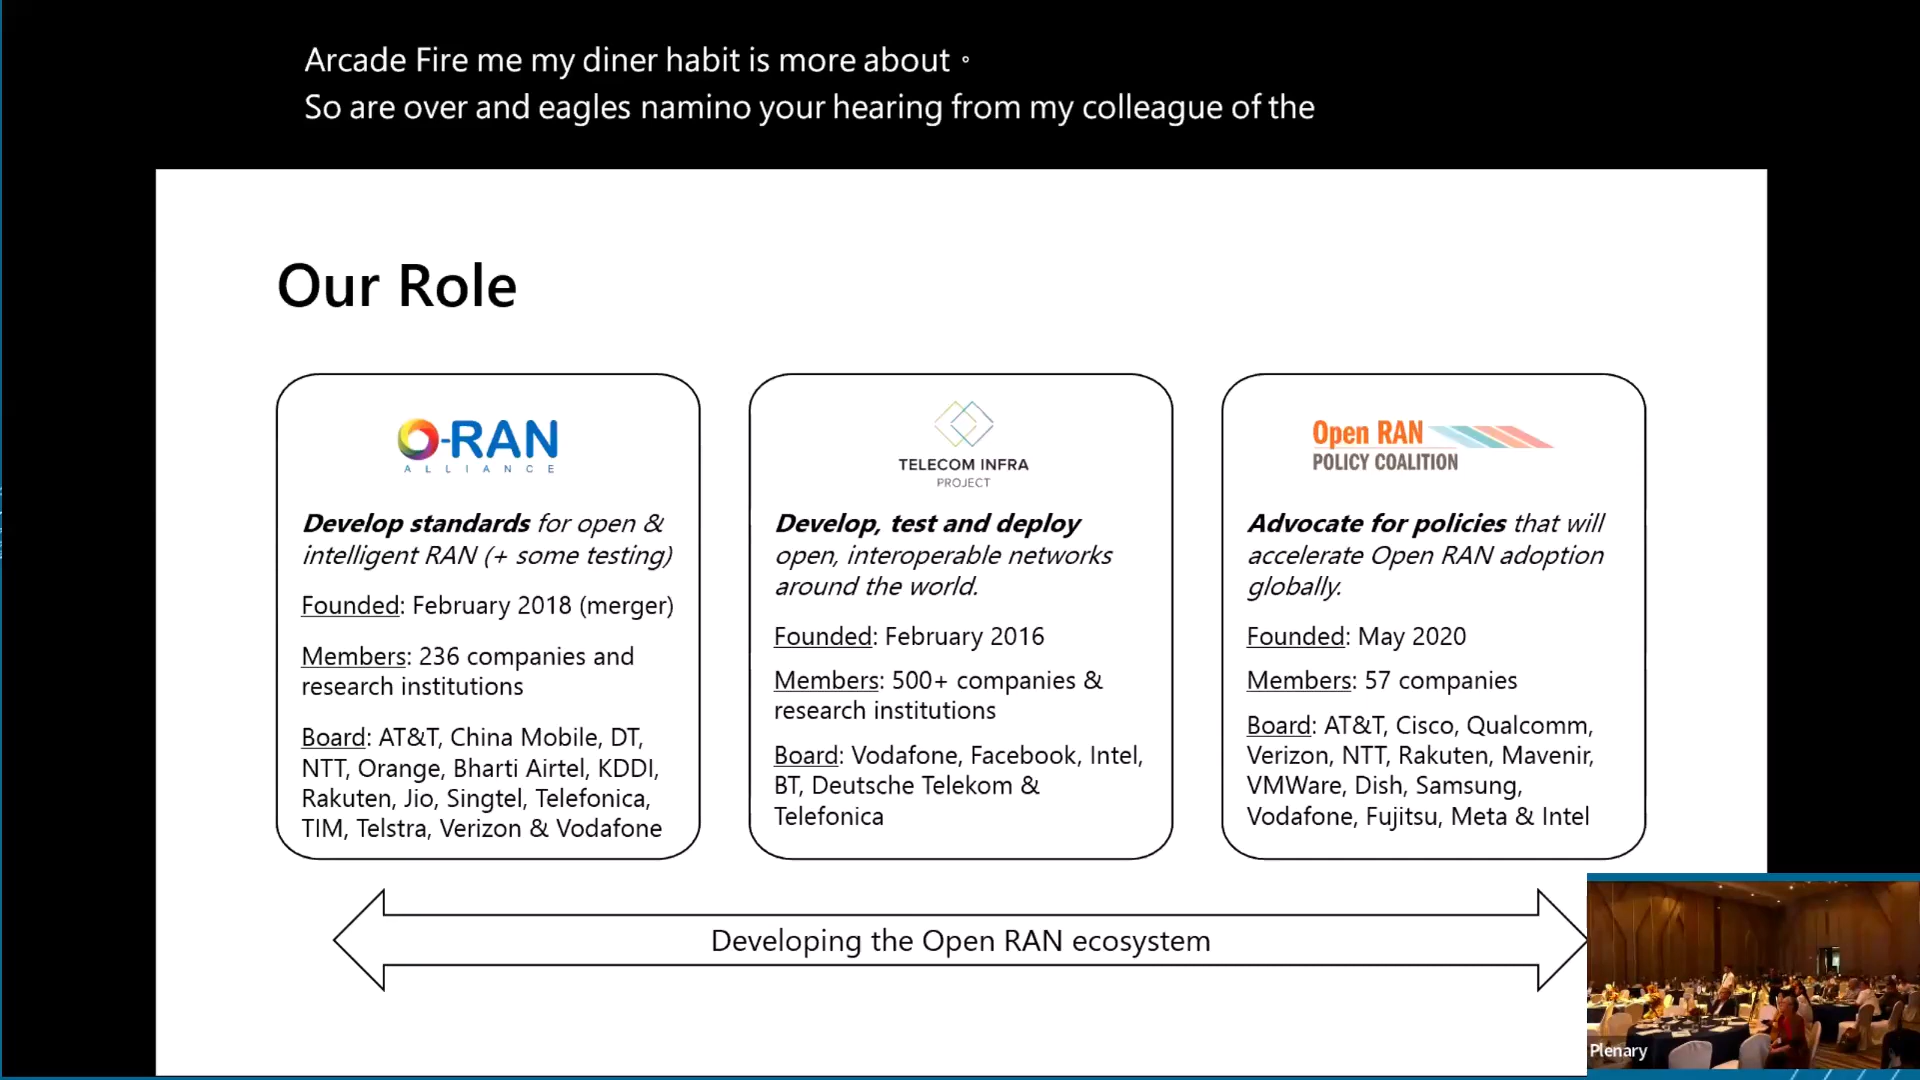 Arcade Fire me my diner habit is more about。
So are over and eagles namino your hearing from my colleague of the
Our Role
O-RAN
ALLIANCE
Develop standards for open &
intelligent RAN (+ some testing)
Founded: February 2018 (merger)
Members: 236 companies and
research institutions
Board: AT&T, China Mobile, DT,
NTT, Orange, Bharti Airtel, KDDI,
Rakuten, Jio, Singtel, Telefonica,
TIM, Telstra, Verizon & Vodafone
TELECOM INFRA
PROJECT
Develop, test and deploy
open, interoperable networks
around the world.
Founded: February 2016
Members: 500+ companies &
research institutions
Board: Vodafone, Facebook, Intel,
BT, Deutsche Telekom &
Telefonica
Open RAN
POLICY COALITION
Advocate for policies that will
accelerate Open RAN adoption
globally.
Founded: May 2020
Members: 57 companies
Board: AT&T, Cisco, Qualcomm,
Verizon, NTT, Rakuten, Mavenir,
VMWare, Dish, Samsung,
Vodafone, Fujitsu, Meta & Intel
Developing the Open RAN ecosystem
Plenary